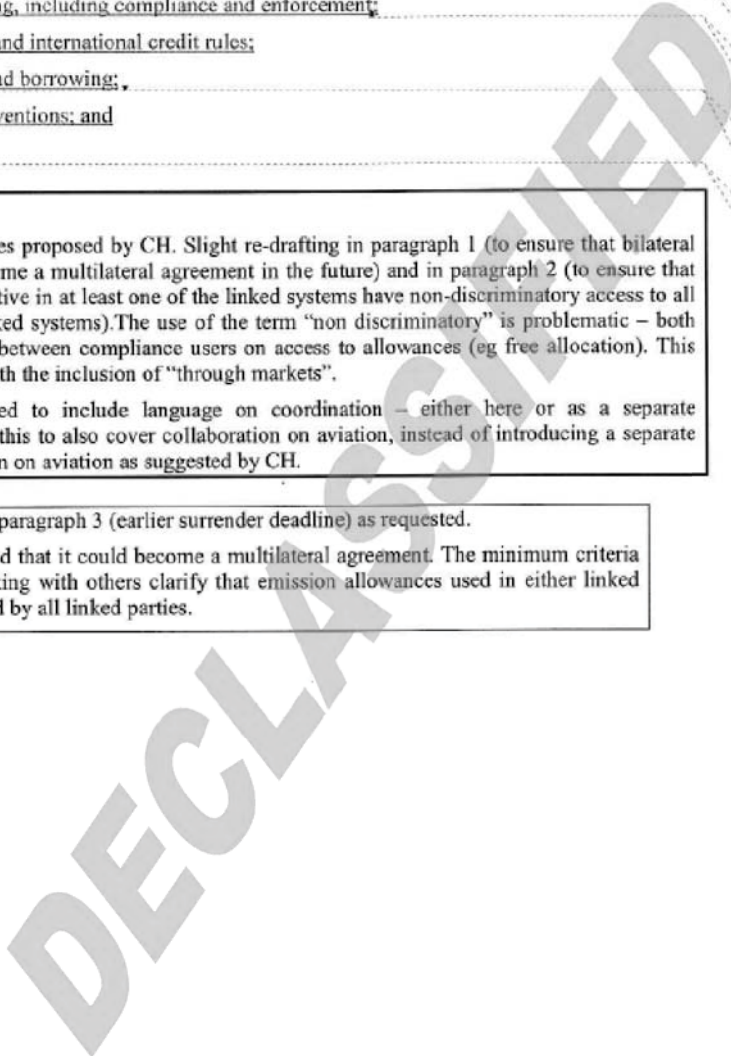 ng, including compliance and enforcement;
and international credit rules;
nd borrowing;
ventions; and
es proposed by CH. Slight re-drafting in paragraph 1 (to ensure that bilateral
me a multilateral agreement in the future) and in paragraph 2 (to ensure that
tive in at least one of the linked systems have non-discriminatory access to all
ked systems).The use of the term “non discriminatory” is problematic – both
between compliance users on access to allowances (eg free allocation). This
th the inclusion of “through markets”.
ed to include language on coordination – either here or as a separate
this to also cover collaboration on aviation, instead of introducing a separate
n on aviation as suggested by CH.
paragraph 3 (earlier surrender deadline) as requested.
d that it could become a multilateral agreement. The minimum criteria
king with others clarify that emission allowances used in either linked
d by all linked parties.
DECLASSIFIED